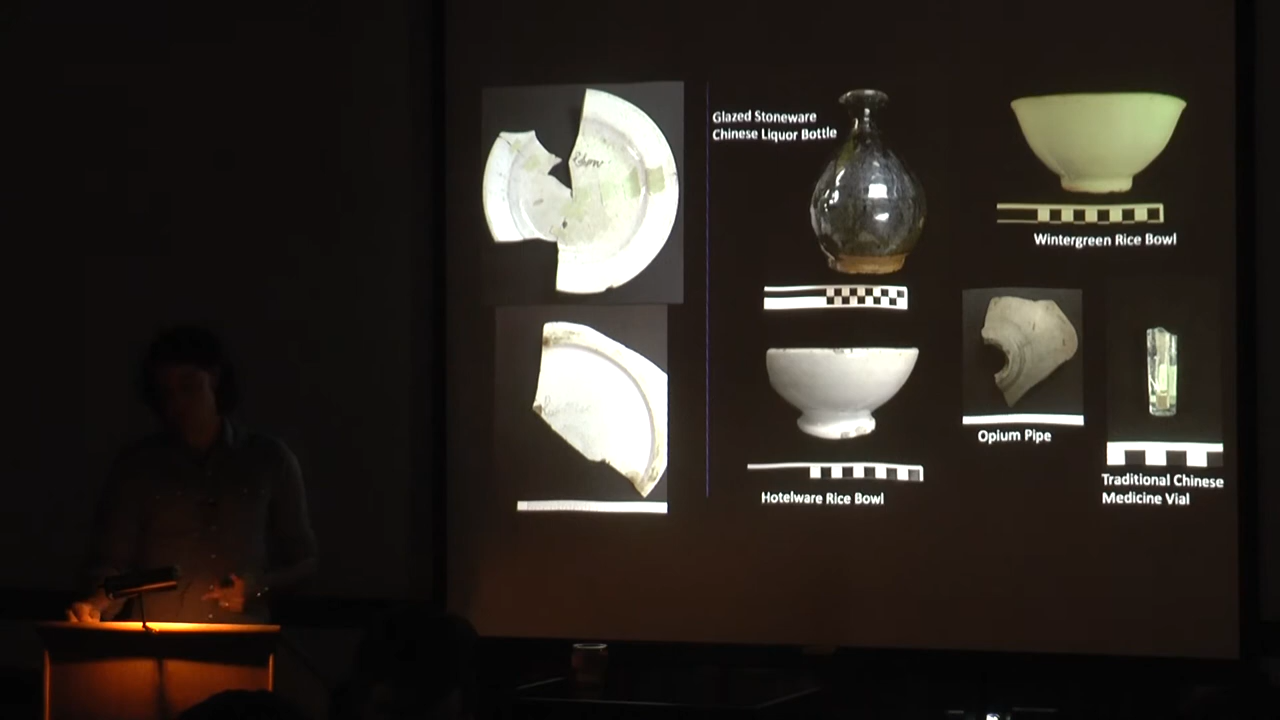 Glazed Stoneware
Chinese Liquor Bottle
Wintergreen Rice Bowl
Hotelware Rice Bowl
Opium Pipe
Traditional Chinese
Medicine Vial